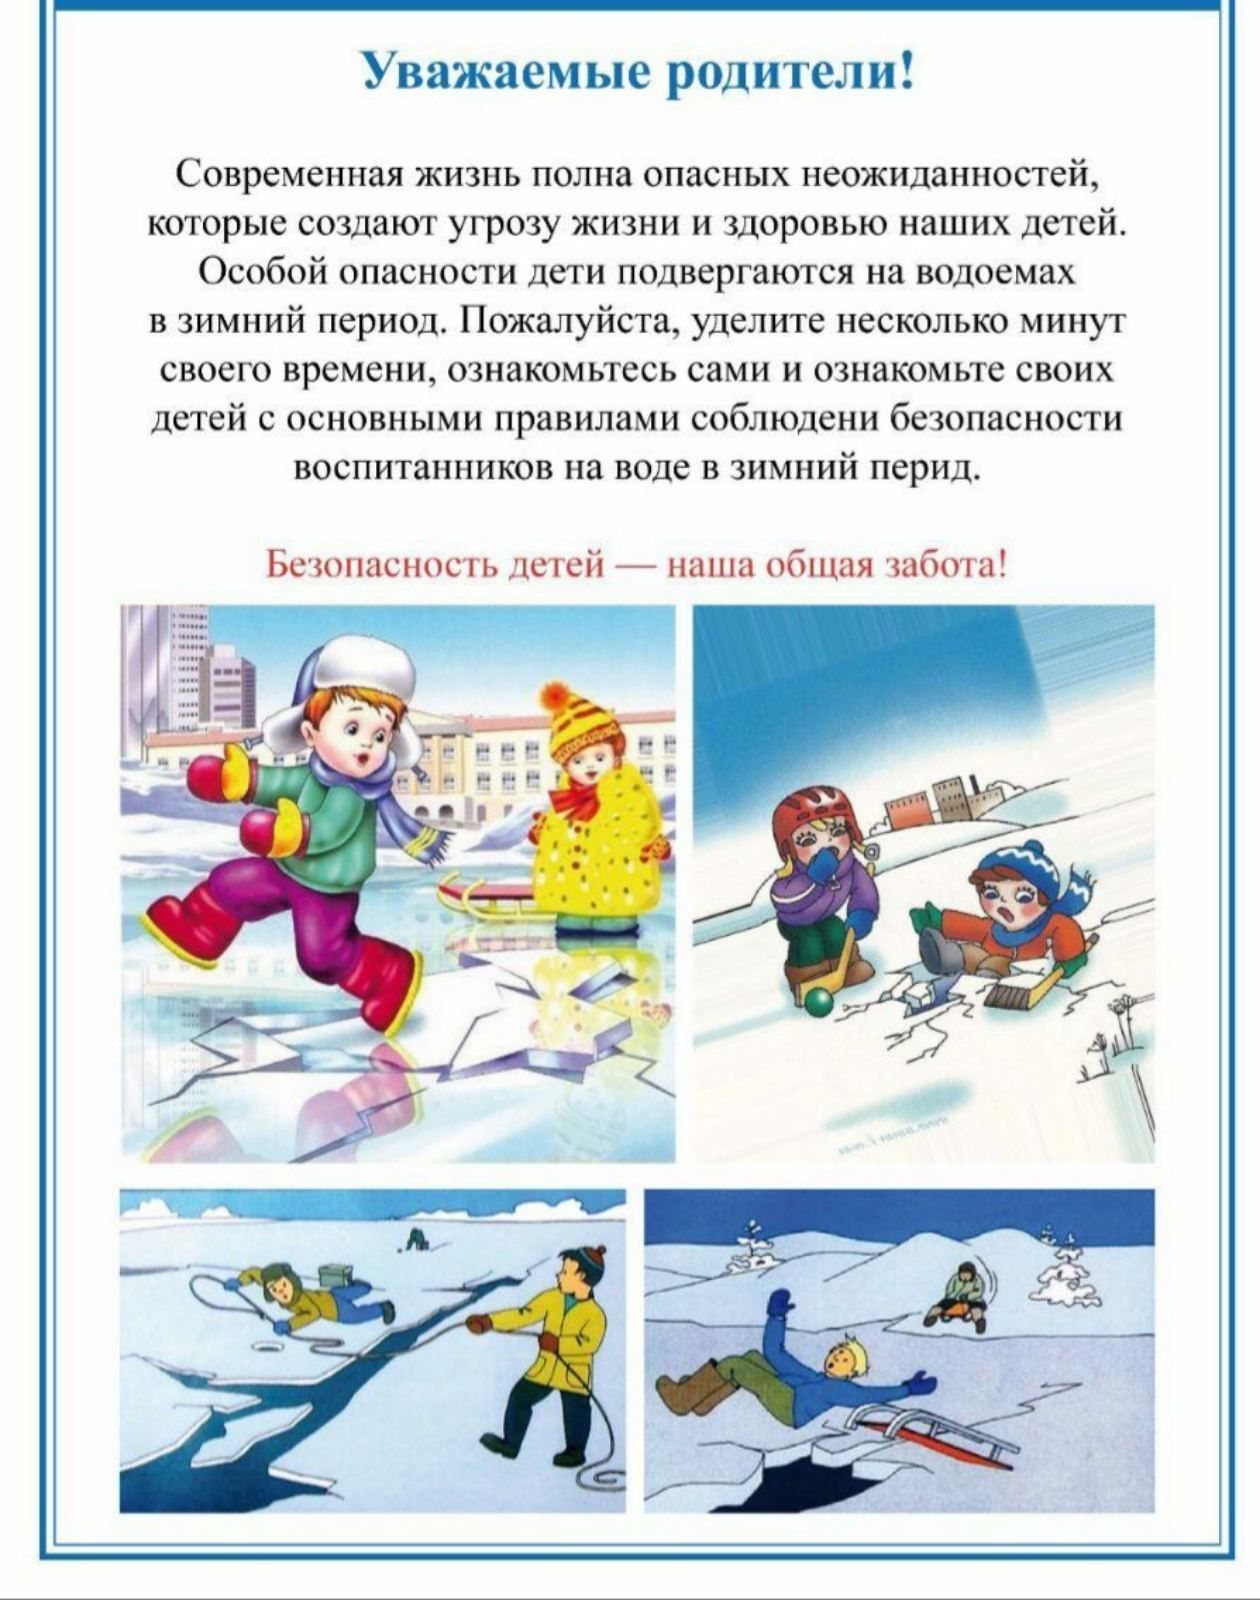 Уважаемые родители!
Современная жизнь полна опасных неожиданностей,
которые создают угрозу жизни и здоровью наших детей.
Особой опасности дети подвергаются на водоемах
в зимний период. Пожалуйста, уделите несколько минут
своего времени, ознакомьтесь сами и ознакомьте своих
детей с основными правилами соблюдени безопасности
воспитанников на воде в зимний перид.
Безопасность детей — наша общая забота!